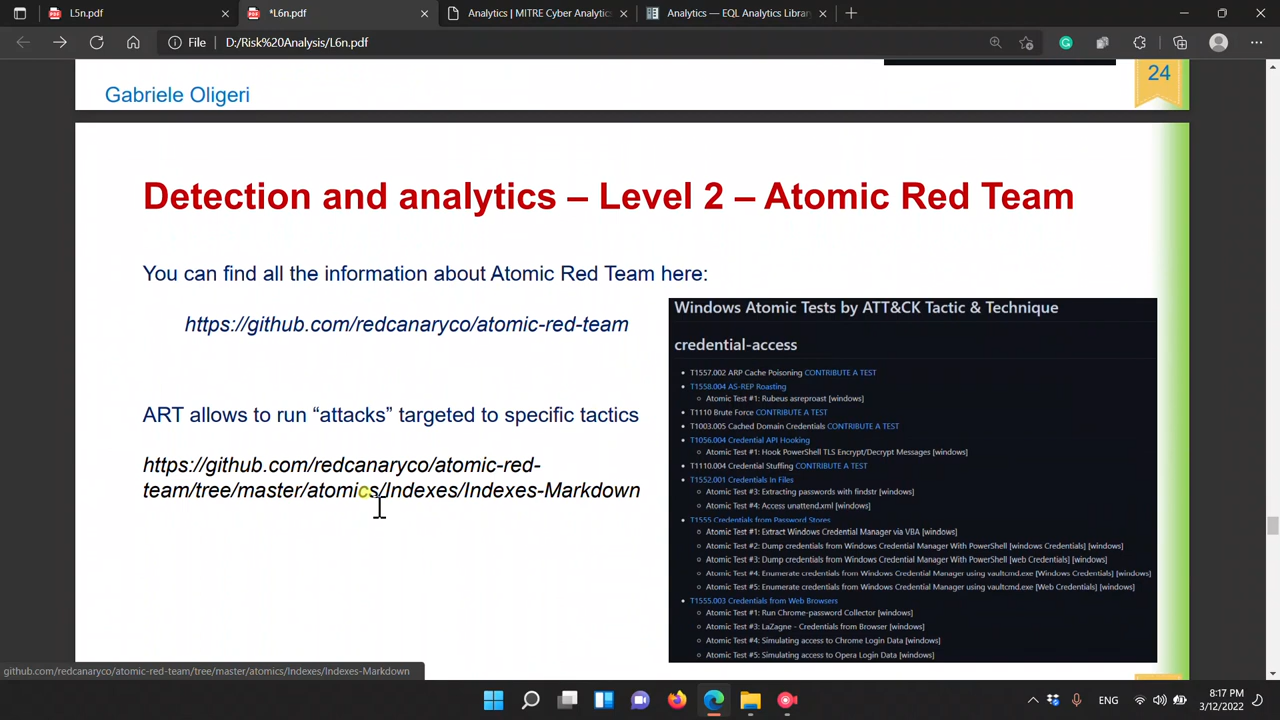 L5n.pdf
*L6n.pdf
Analytics | MITRE Cyber Analytics
Analytics — EQL Analytics Librar
File
D:/Risk%20Analysis/L6n.pdf
24
Gabriele Oligeri
Detection and analytics – Level 2 – Atomic Red Team
You can find all the information about Atomic Red Team here:
https://github.com/redcanaryco/atomic-red-team
ART allows to run “attacks” targeted to specific tactics
https://github.com/redcanaryco/atomic-red-
team/tree/master/atomics/Indexes/Indexes-Markdown
Windows Atomic Tests by ATT&CK Tactic & Technique
credential-access
T1557.002 ARP Cache Poisoning CONTRIBUTE A TEST
T1558.004 AS-REP Roasting
Atomic Test #1: Rubeus asreproast [windows]
T1110 Brute Force CONTRIBUTE A TEST
T1003.005 Cached Domain Credentials CONTRIBUTE A TEST
T1056.004 Credential API Hooking
Atomic Test #1: Hook PowerShell TLS Encrypt/Decrypt Messages [windows]
T1110.004 Credential Stuffing CONTRIBUTE A TEST
T1552.001 Credentials In Files
Atomic Test #3: Extracting passwords with findstr [windows]
Atomic Test #4: Access unattend.xml [windows]
T1555 Credentials from Password Stores
Atomic Test #1: Extract Windows Credential Manager via VBA [windows]
Atomic Test #2: Dump credentials from Windows Credential Manager With PowerShell [windows Credentials] [windows]
Atomic Test #3: Dump credentials from Windows Credential Manager With PowerShell [web Credentials] [windows]
Atomic Test #4: Enumerate credentials from Windows Credential Manager using vaultcmd.exe [Windows Credentials] [windows]
Atomic Test #5: Enumerate credentials from Windows Credential Manager using vaultcmd.exe [Web Credentials] [windows]
T1555.003 Credentials from Web Browsers
Atomic Test #1: Run Chrome-password Collector [windows]
Atomic Test #3: LaZagne - Credentials from Browser [windows]
Atomic Test #4: Simulating access to Chrome Login Data [windows]
Atomic Test #5: Simulating access to Opera Login Data [windows]
github.com/redcanaryco/atomic-red-team/tree/master/atomics/Indexes/Indexes-Markdown
ENG
8:17 PM
3/12/2022